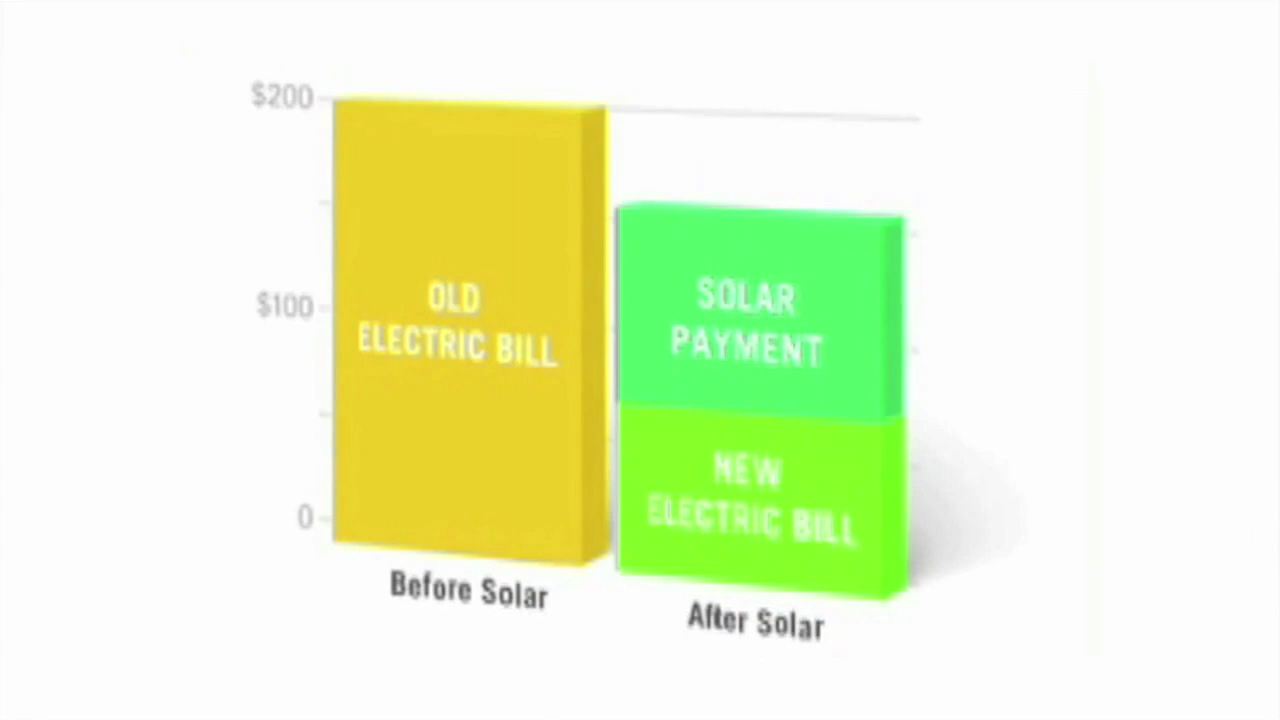 $200
$100
0
OLD
ELECTRIC BILL
SOLAR
PAYMENT
NEW
ELECTRIC BILL
Before Solar
After Solar